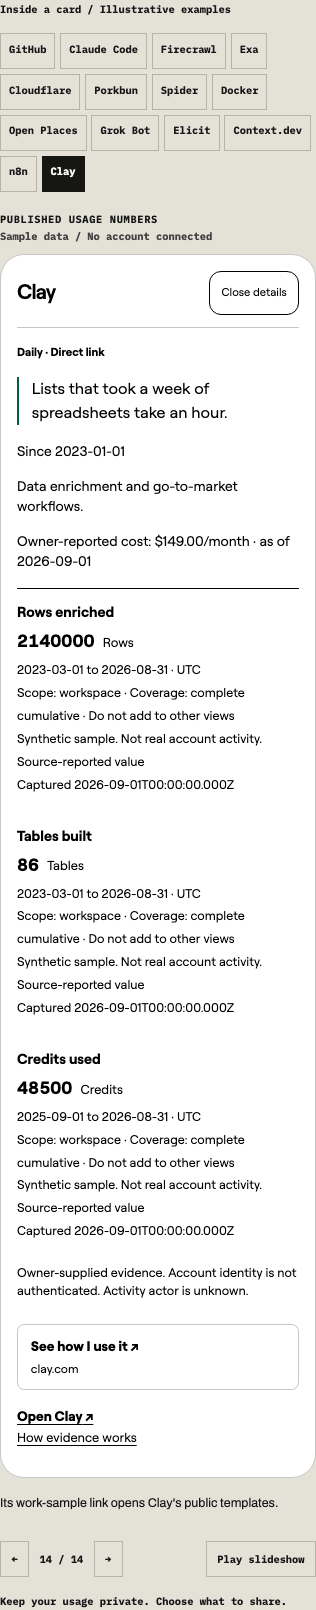 Inside a card / Illustrative examples
GitHub Claude Code Firecrawl Exa
Cloudflare Porkbun Spider Docker
Open Places Grok Bot Elicit Context.dev
n8n Clay
PUBLISHED USAGE NUMBERS
Sample data / No account connected
Clay
Close details
Daily · Direct link
Lists that took a week of
spreadsheets take an hour.
Since 2023-01-01
Data enrichment and go-to-market
workflows.
Owner-reported cost: $149.00/month · as of
2026-09-01
Rows enriched
2140000 Rows
2023-03-01 to 2026-08-31 · UTC
Scope: workspace · Coverage: complete
cumulative · Do not add to other views
Synthetic sample. Not real account activity.
Source-reported value
Captured 2026-09-01T00:00:00.000Z
Tables built
86 Tables
2023-03-01 to 2026-08-31 · UTC
Scope: workspace · Coverage: complete
cumulative · Do not add to other views
Synthetic sample. Not real account activity.
Source-reported value
Captured 2026-09-01T00:00:00.000Z
Credits used
48500 Credits
2025-09-01 to 2026-08-31 · UTC
Scope: workspace · Coverage: complete
cumulative · Do not add to other views
Synthetic sample. Not real account activity.
Source-reported value
Captured 2026-09-01T00:00:00.000Z
Owner-supplied evidence. Account identity is not
authenticated. Activity actor is unknown.
See how I use it ↗
clay.com
Open Clay ↗
How evidence works
Its work-sample link opens Clay's public templates.
← 14 / 14 → Play slideshow
Keep your usage private. Choose what to share.